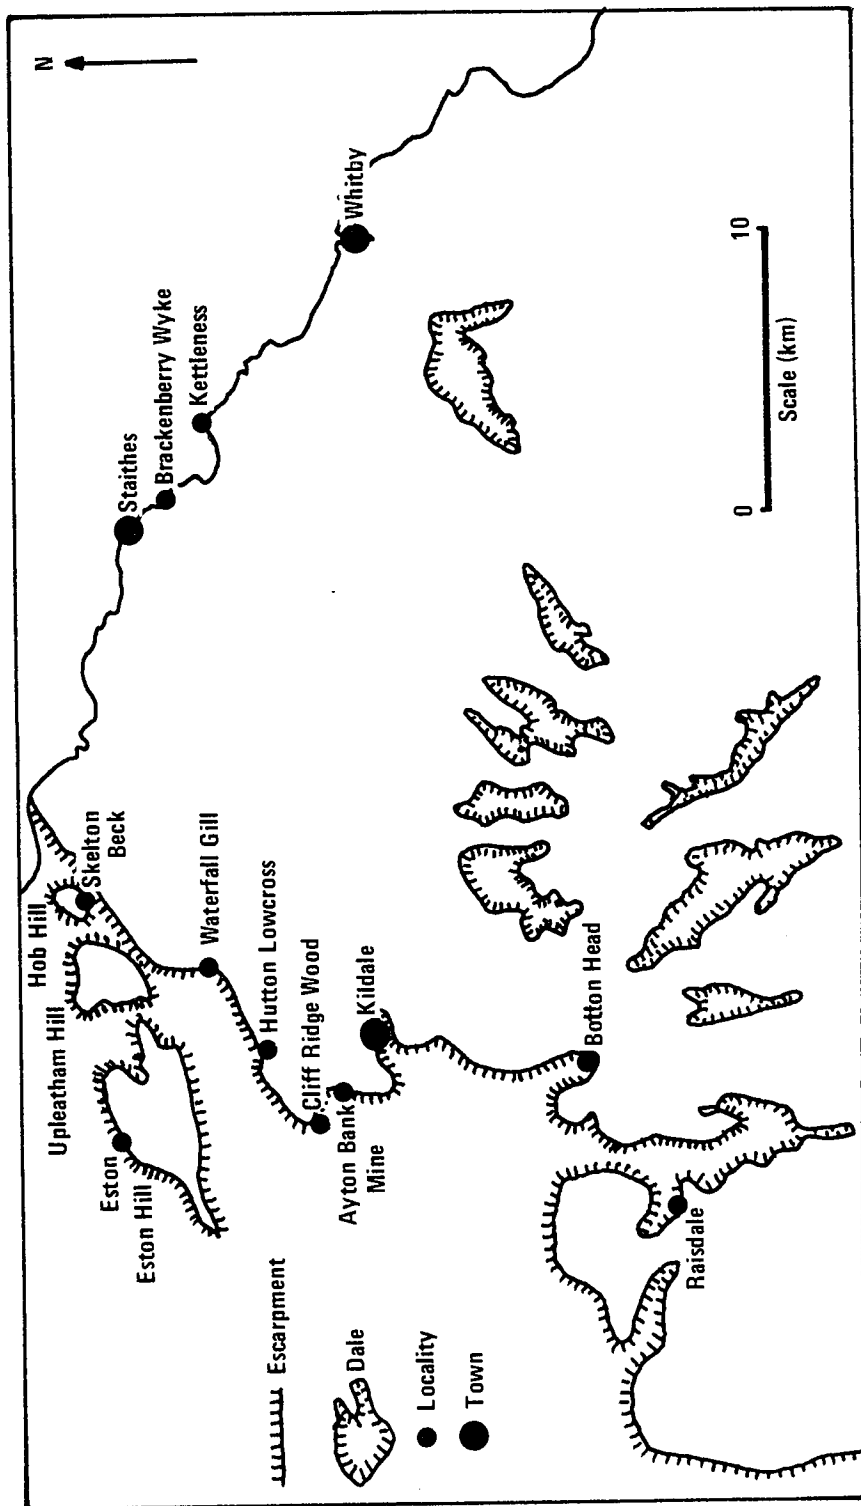 N
Hob Hill
Skelton
Beck
Upleatham Hill
Eston
Eston Hill
Waterfall Gill
Hutton Lowcross
Cliff Ridge Wood
Ayton Bank
Mine
Kildale
Botton Head
Raisdale
Staithes
Brackenberry Wyke
Kettleness
Whitby
Escarpment
Dale
Locality
Town
0
10
Scale (km)